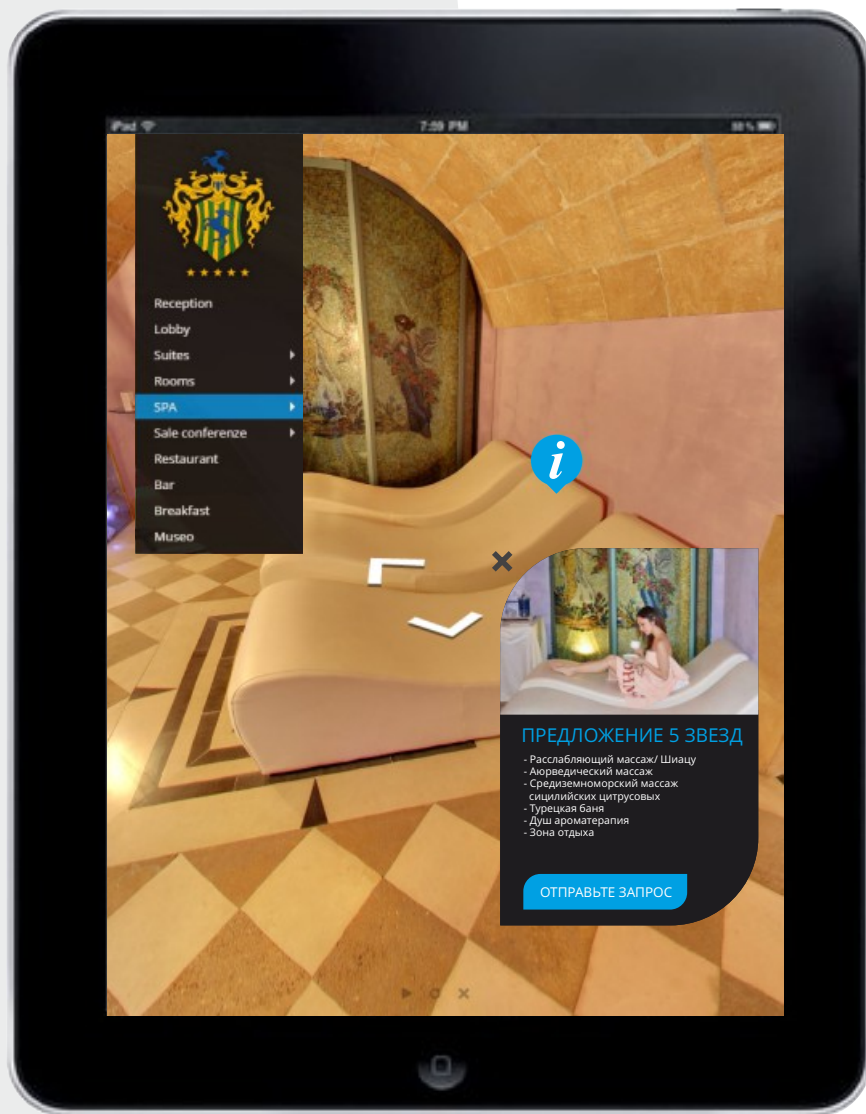 iPad
7:59 PM
Reception
Lobby
Suites
Rooms
SPA
Sale conferenze
Restaurant
Bar
Breakfast
Museo
ПРЕДЛОЖЕНИЕ 5 ЗВЕЗД
- Расслабляющий массаж/ Шиацу
- Аюрведический массаж
- Средиземноморский массаж
сицилийских цитрусовых
- Турецкая баня
- Душ ароматерапия
- Зона отдыха
ОТПРАВЬТЕ ЗАПРОС